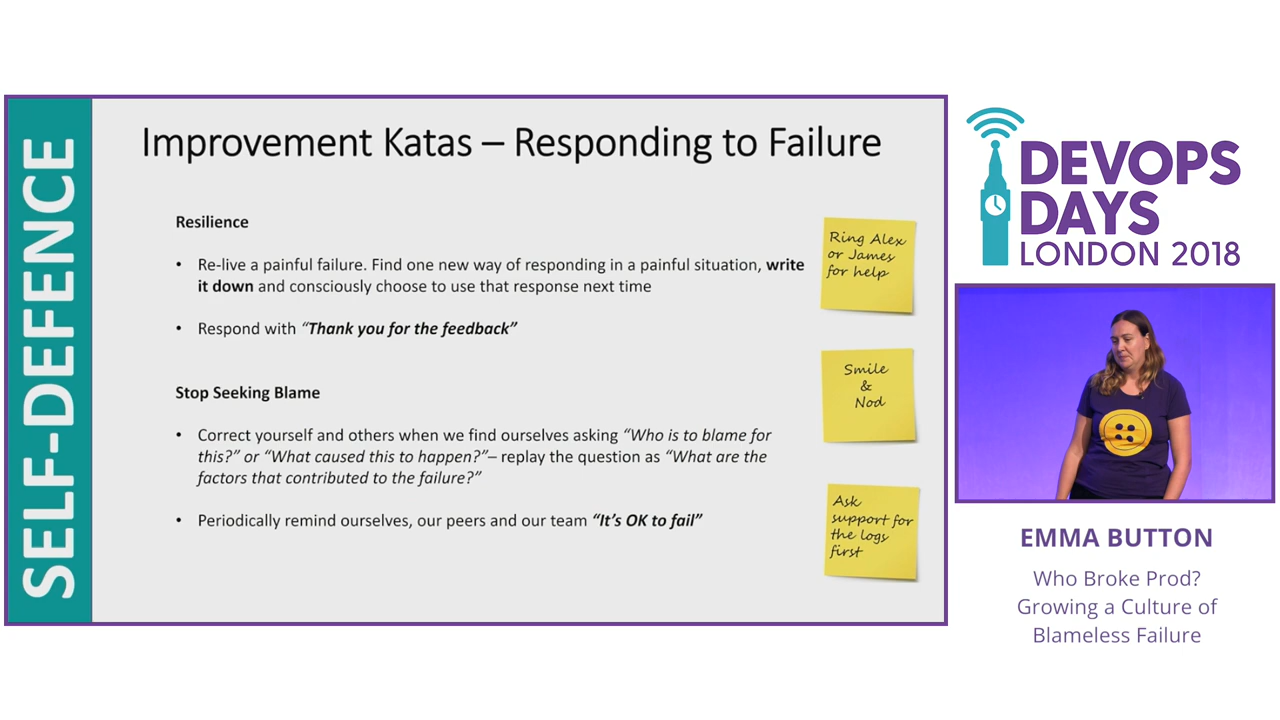 SELF-DEFENCE
Improvement Katas – Responding to Failure
Resilience
• Re-live a painful failure. Find one new way of responding in a painful situation, write
it down and consciously choose to use that response next time
• Respond with “Thank you for the feedback”
Stop Seeking Blame
• Correct yourself and others when we find ourselves asking “Who is to blame for
this?” or “What caused this to happen?”– replay the question as “What are the
factors that contributed to the failure?”
• Periodically remind ourselves, our peers and our team “It’s OK to fail”
Ring Alex
or James
for help
Smile
&
Nod
Ask
support for
the logs
first
DEVOPS
DAYS
LONDON 2018
EMMA BUTTON
Who Broke Prod?
Growing a Culture of
Blameless Failure